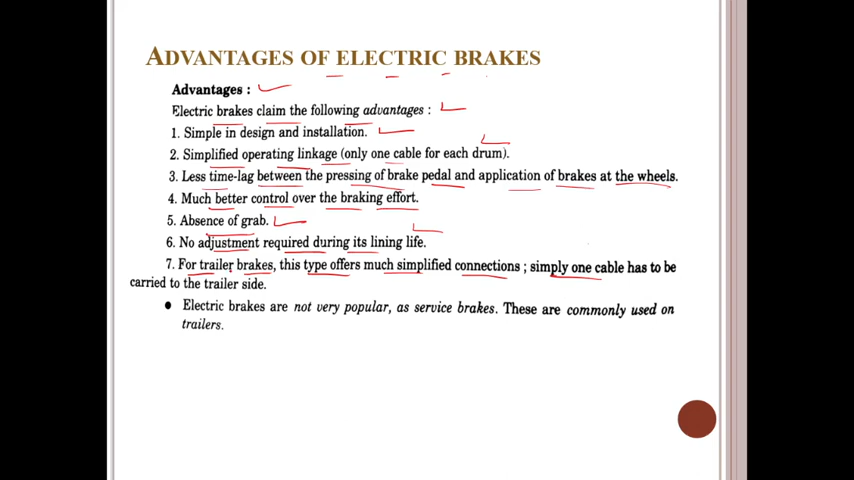 ADVANTAGES OF ELECTRIC BRAKES
Advantages :
Electric brakes claim the following advantages :
1. Simple in design and installation.
2. Simplified operating linkage (only one cable for each drum).
3. Less time-lag between the pressing of brake pedal and application of brakes at the wheels.
4. Much better control over the braking effort.
5. Absence of grab.
6. No adjustment required during its lining life.
7. For trailer brakes, this type offers much simplified connections ; simply one cable has to be
carried to the trailer side.
● Electric brakes are not very popular, as service brakes. These are commonly used on
trailers.